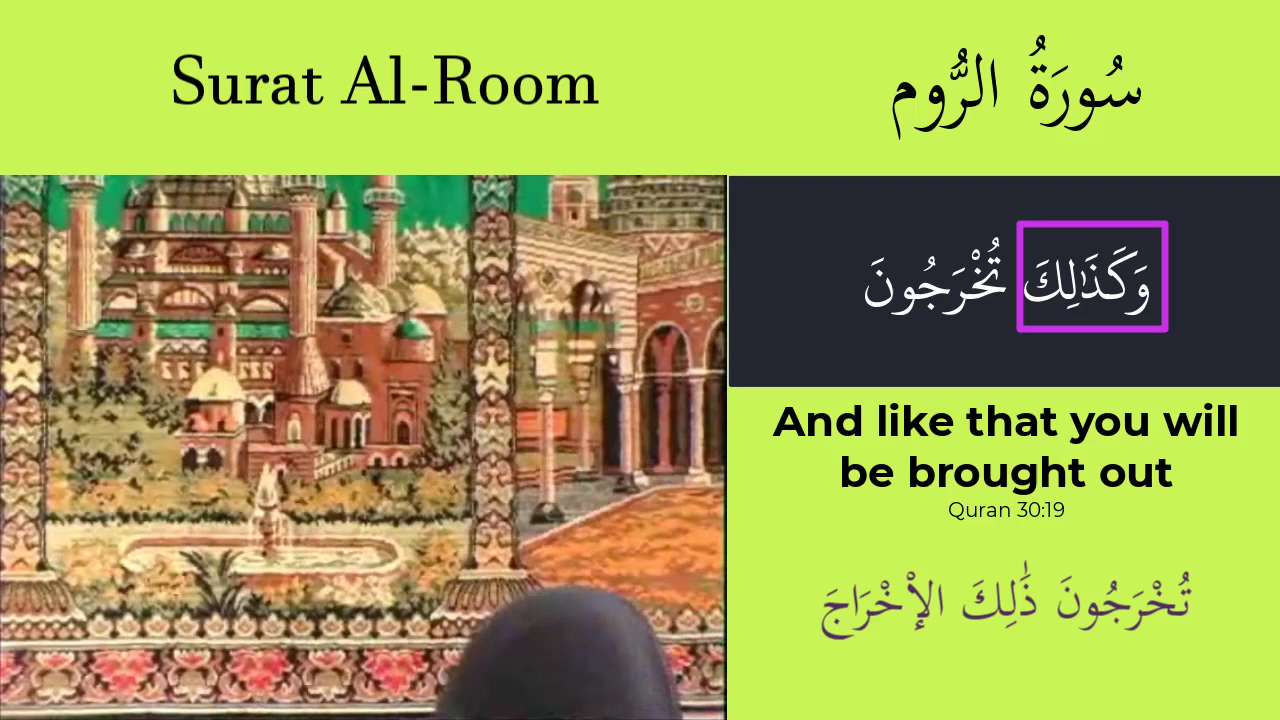 Surat Al-Room
سُورَةُ الرُّوم
وَكَذَٰلِكَ تُخْرَجُونَ
And like that you will
be brought out
Quran 30:19
تُخْرَجُونَ ذَٰلِكَ الإْخْرَاجَ